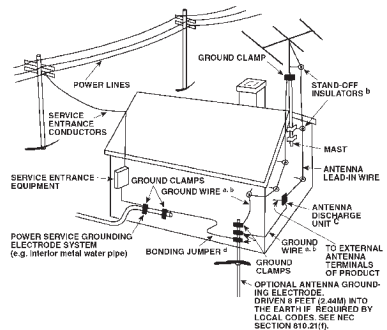 GROUND CLAMP
POWER LINES
STAND-OFF
INSULATORS b
SERVICE
ENTRANCE
CONDUCTORS
MAST
ANTENNA
LEAD-IN WIRE
SERVICE ENTRANCE
EQUIPMENT
GROUND CLAMPS
GROUND WIRE a, b
ANTENNA
DISCHARGE
UNIT C
POWER SERVICE GROUNDING
ELECTRODE SYSTEM
(e.g. interior metal water pipe)
BONDING JUMPER d
GROUND
WIRE a, b
GROUND
CLAMPS
TO EXTERNAL
ANTENNA
TERMINALS
OF PRODUCT
OPTIONAL ANTENNA GROUND-
ING ELECTRODE.
DRIVEN 8 FEET (2.44M) INTO
THE EARTH IF REQUIRED BY
LOCAL CODES. SEE NEC
SECTION 810.21(f).